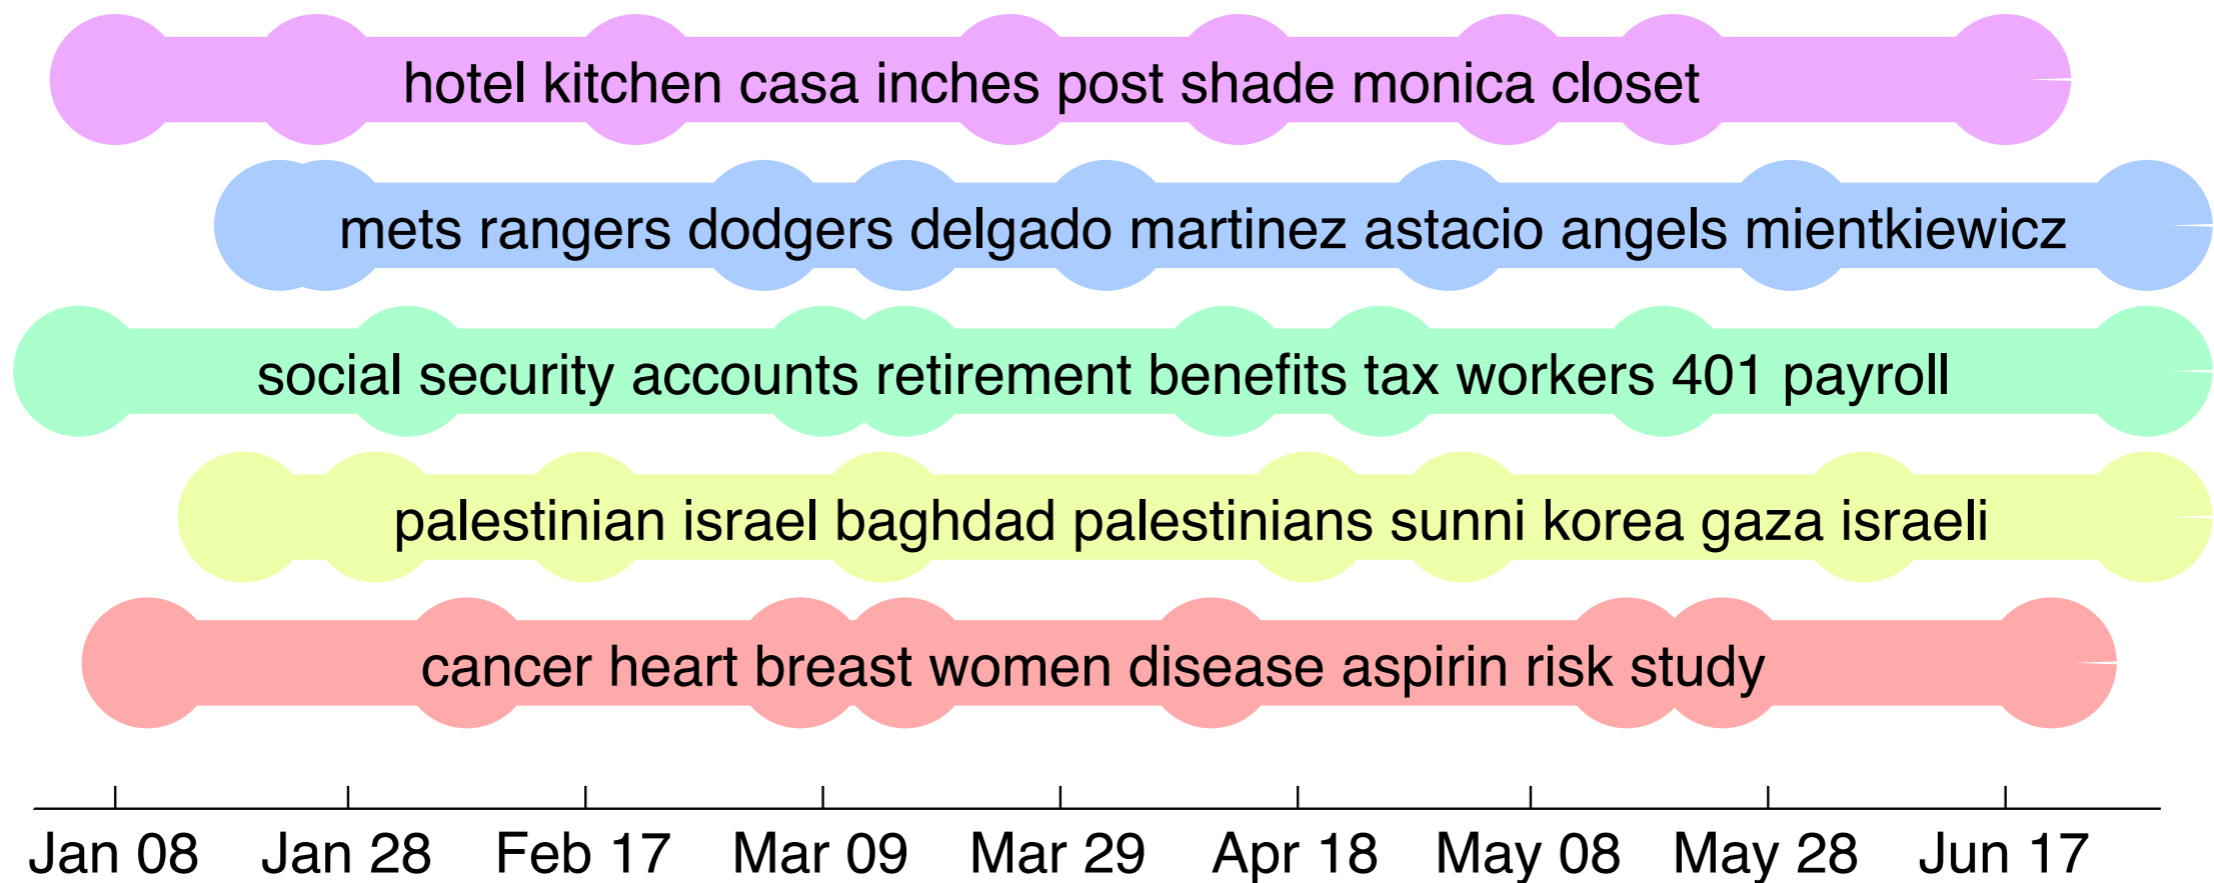 hotel kitchen casa inches post shade monica closet
mets rangers dodgers delgado martinez astacio angels mientkiewicz
social security accounts retirement benefits tax workers 401 payroll
palestinian israel baghdad palestinians sunni korea gaza israeli
cancer heart breast women disease aspirin risk study
Jan 08 Jan 28 Feb 17 Mar 09 Mar 29 Apr 18 May 08 May 28 Jun 17